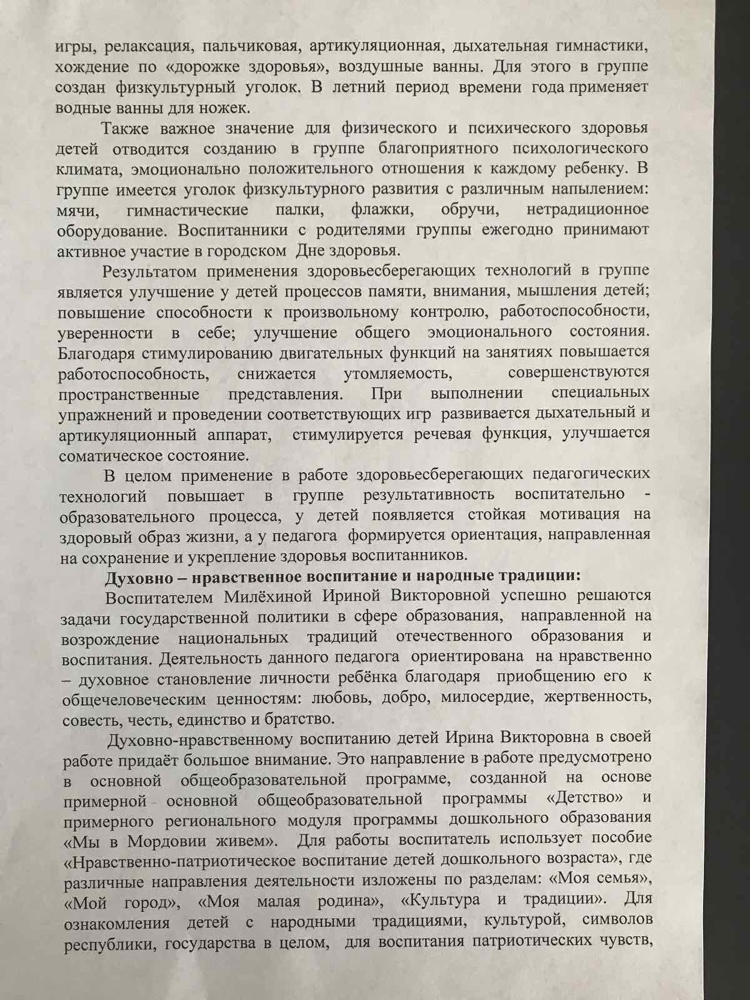 игры, релаксация, пальчиковая, артикуляционная, дыхательная гимнастики,
хождение по «дорожке здоровья», воздушные ванны. Для этого в группе
создан физкультурный уголок. В летний период времени года применяет
водные ванны для ножек.
Также важное значение для физического и психического здоровья
детей отводится созданию в группе благоприятного психологического
климата, эмоционально положительного отношения к каждому ребенку. В
группе имеется уголок физкультурного развития с различным напылением:
мячи, гимнастические палки, флажки, обручи, нетрадиционное
оборудование. Воспитанники с родителями группы ежегодно принимают
активное участие в городском Дне здоровья.
Результатом применения здоровьесберегающих технологий в группе
является улучшение у детей процессов памяти, внимания, мышления детей;
повышение способности к произвольному контролю, работоспособности,
уверенности в себе; улучшение общего эмоционального состояния.
Благодаря стимулированию двигательных функций на занятиях повышается
работоспособность, снижается утомляемость, совершенствуются
пространственные представления. При выполнении специальных
упражнений и проведении соответствующих игр развивается дыхательный и
артикуляционный аппарат, стимулируется речевая функция, улучшается
соматическое состояние.
В целом применение в работе здоровьесберегающих педагогических
технологий повышает в группе результативность воспитательно -
образовательного процесса, у детей появляется стойкая мотивация на
здоровый образ жизни, а у педагога формируется ориентация, направленная
на сохранение и укрепление здоровья воспитанников.
Духовно – нравственное воспитание и народные традиции:
Воспитателем Милёхиной Ириной Викторовной успешно решаются
задачи государственной политики в сфере образования, направленной на
возрождение национальных традиций отечественного образования и
воспитания. Деятельность данного педагога ориентирована на нравственно
– духовное становление личности ребёнка благодаря приобщению его к
общечеловеческим ценностям: любовь, добро, милосердие, жертвенность,
совесть, честь, единство и братство.
Духовно-нравственному воспитанию детей Ирина Викторовна в своей
работе придаёт большое внимание. Это направление в работе предусмотрено
в основной общеобразовательной программе, созданной на основе
примерной основной общеобразовательной программы «Детство» и
примерного регионального модуля программы дошкольного образования
«Мы в Мордовии живем». Для работы воспитатель использует пособие
«Нравственно-патриотическое воспитание детей дошкольного возраста», где
различные направления деятельности изложены по разделам: «Моя семья»,
«Мой город», «Моя малая родина», «Культура и традиции». Для
ознакомления детей с народными традициями, культурой, символов
республики, государства в целом, для воспитания патриотических чувств,